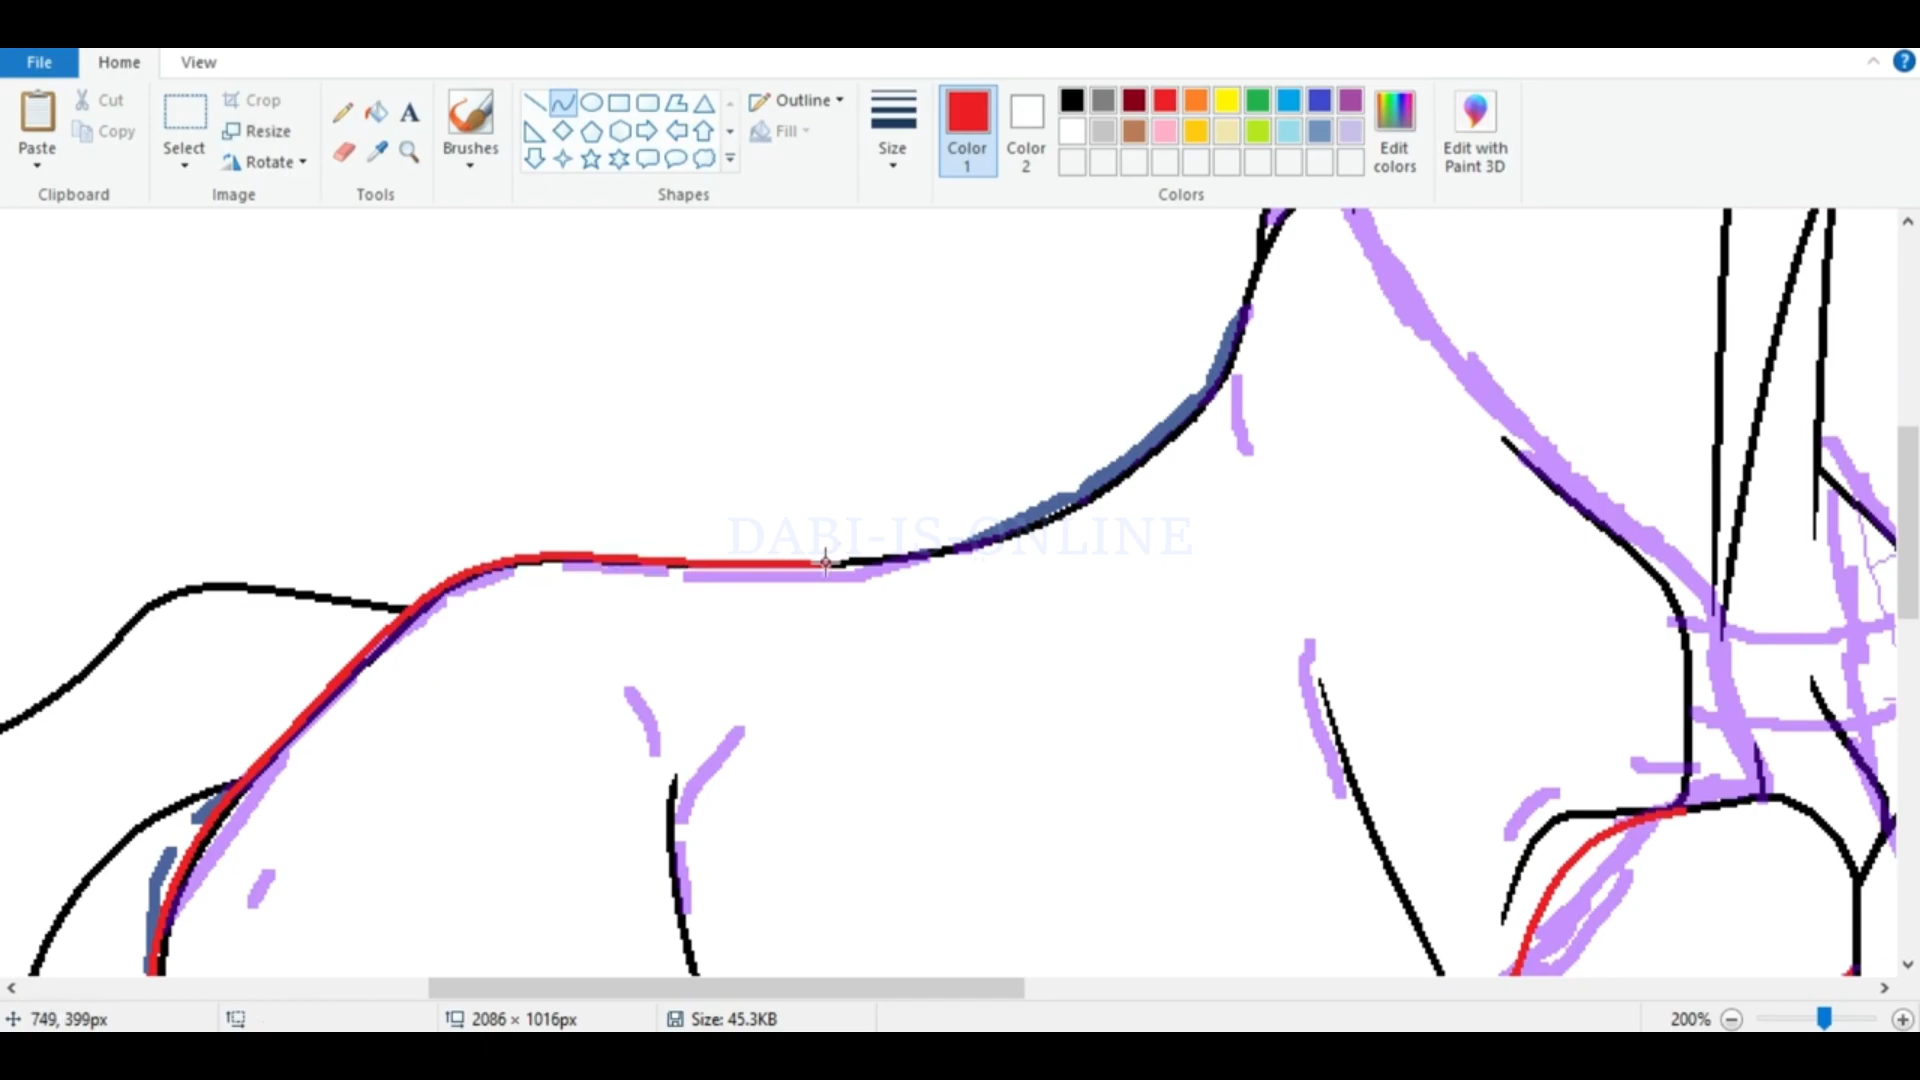 File Home View
Paste Cut Copy Select Crop Resize Rotate A Brushes Outline Fill Size Color 1 Color 2 Edit colors Edit with Paint 3D
Clipboard Image Tools Shapes Colors
DABI-IS-ONLINE
749, 399px 2086 × 1016px Size: 45.3KB 200%